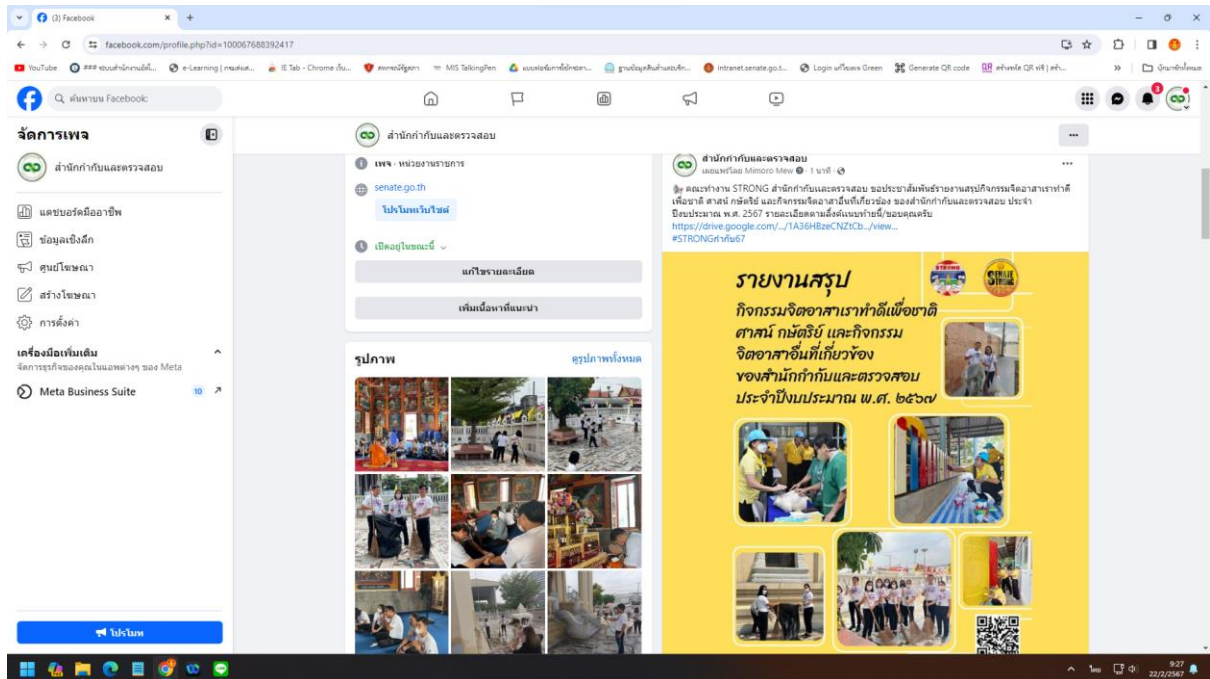 (3) Facebook
facebook.com/profile.php?id=100067688392417
YouTube
e-Learning |
IE Tab - Chrome
MIS TalkingPen
intranet.senate.go.t...
Login แก้ไขเพจ Green
Generate QR code
ค้นหาบน Facebook:
3
จัดการเพจ
สำนักกำกับและตรวจสอบ
แดชบอร์ดมืออาชีพ
ข้อมูลเชิงลึก
ศูนย์โฆษณา
สร้างโฆษณา
การตั้งค่า
เครื่องมือเพิ่มเติม
จัดการธุรกิจของคุณในแอพต่างๆ ของ Meta
Meta Business Suite 10
โปรโมท
สำนักกำกับและตรวจสอบ
เพจ · หน่วยงานราชการ
senate.go.th
โปรโมทเว็บไซต์
เปิดอยู่ในขณะนี้
แก้ไขรายละเอียด
เพิ่มเนื้อหาที่แนะนำ
รูปภาพ
ดูรูปภาพทั้งหมด
สำนักกำกับและตรวจสอบ
เผยแพร่โดย Mimoro Mew · 1 นาที ·
คณะทำงาน STRONG สำนักกำกับและตรวจสอบ ขอประชาสัมพันธ์รายงานสรุปกิจกรรมจิตอาสาเราทำดี
เพื่อชาติ ศาสน์ กษัตริย์ และกิจกรรมจิตอาสาอื่นที่เกี่ยวข้อง ของสำนักกำกับและตรวจสอบ ประจำ
ปีงบประมาณ พ.ศ. 2567 รายละเอียดตามลิ้งค์แนบท้ายนี้/ขอบคุณครับ
https://drive.google.com/.../1A36HBzeCNZtCb.../view...
#STRONGกำกับ67
รายงานสรุป
STRONG
SENATE
STRONG
กิจกรรมจิตอาสาเราทำดีเพื่อชาติ
ศาสน์ กษัตริย์ และกิจกรรม
จิตอาสาอื่นที่เกี่ยวข้อง
ของสำนักกำกับและตรวจสอบ
ประจำปีงบประมาณ พ.ศ. ๒๕๖๗
ไทย
9:27
22/2/2567